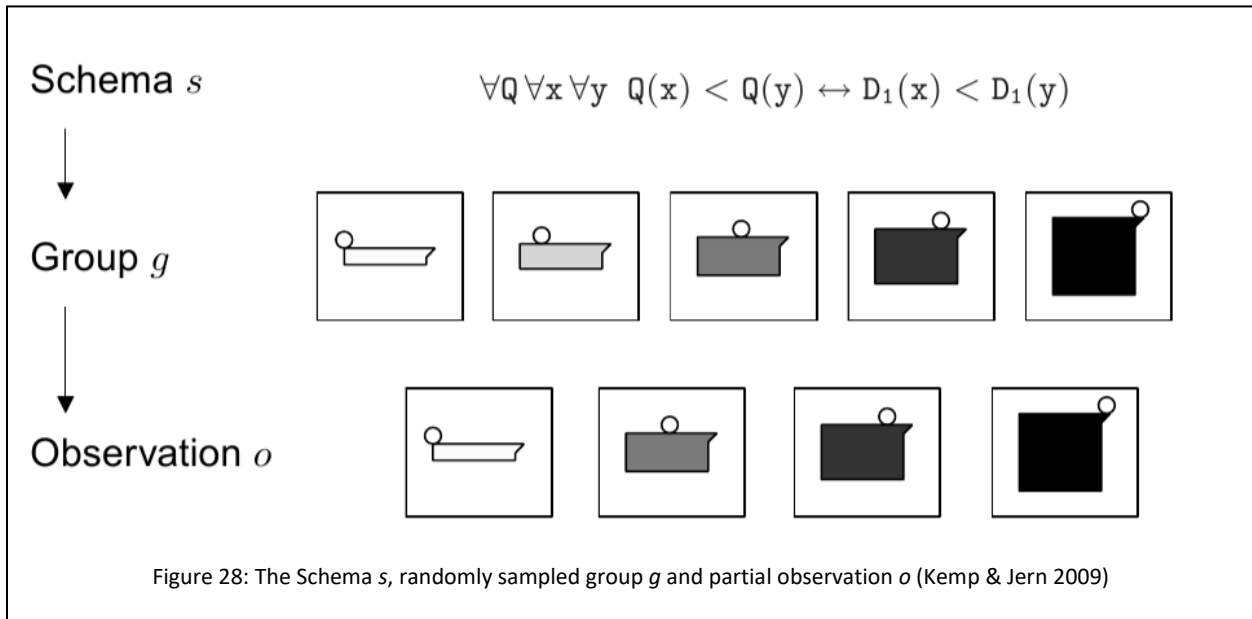 Schema s
∀Q ∀x ∀y Q(x) < Q(y) ↔ D₁(x) < D₁(y)
Group g
Observation o
Figure 28: The Schema s, randomly sampled group g and partial observation o (Kemp & Jern 2009)